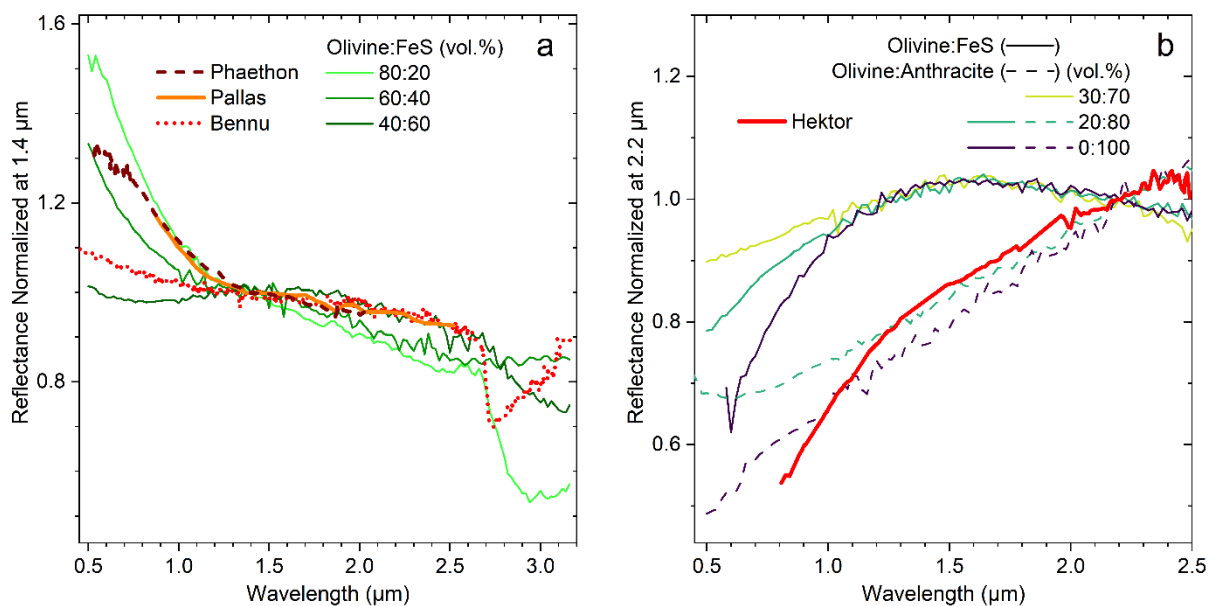 a
Olivine:FeS (vol.%)
Phaethon
80:20
Pallas
60:40
Bennu
40:60
1.6
1.2
0.8
Reflectance Normalized at 1.4 µm
0.5
1.0
1.5
2.0
2.5
3.0
Wavelength (µm)
b
Olivine:FeS (——)
Olivine:Anthracite (– – –) (vol.%)
30:70
Hektor
20:80
0:100
1.2
1.0
0.8
0.6
Reflectance Normalized at 2.2 µm
0.5
1.0
1.5
2.0
2.5
Wavelength (µm)